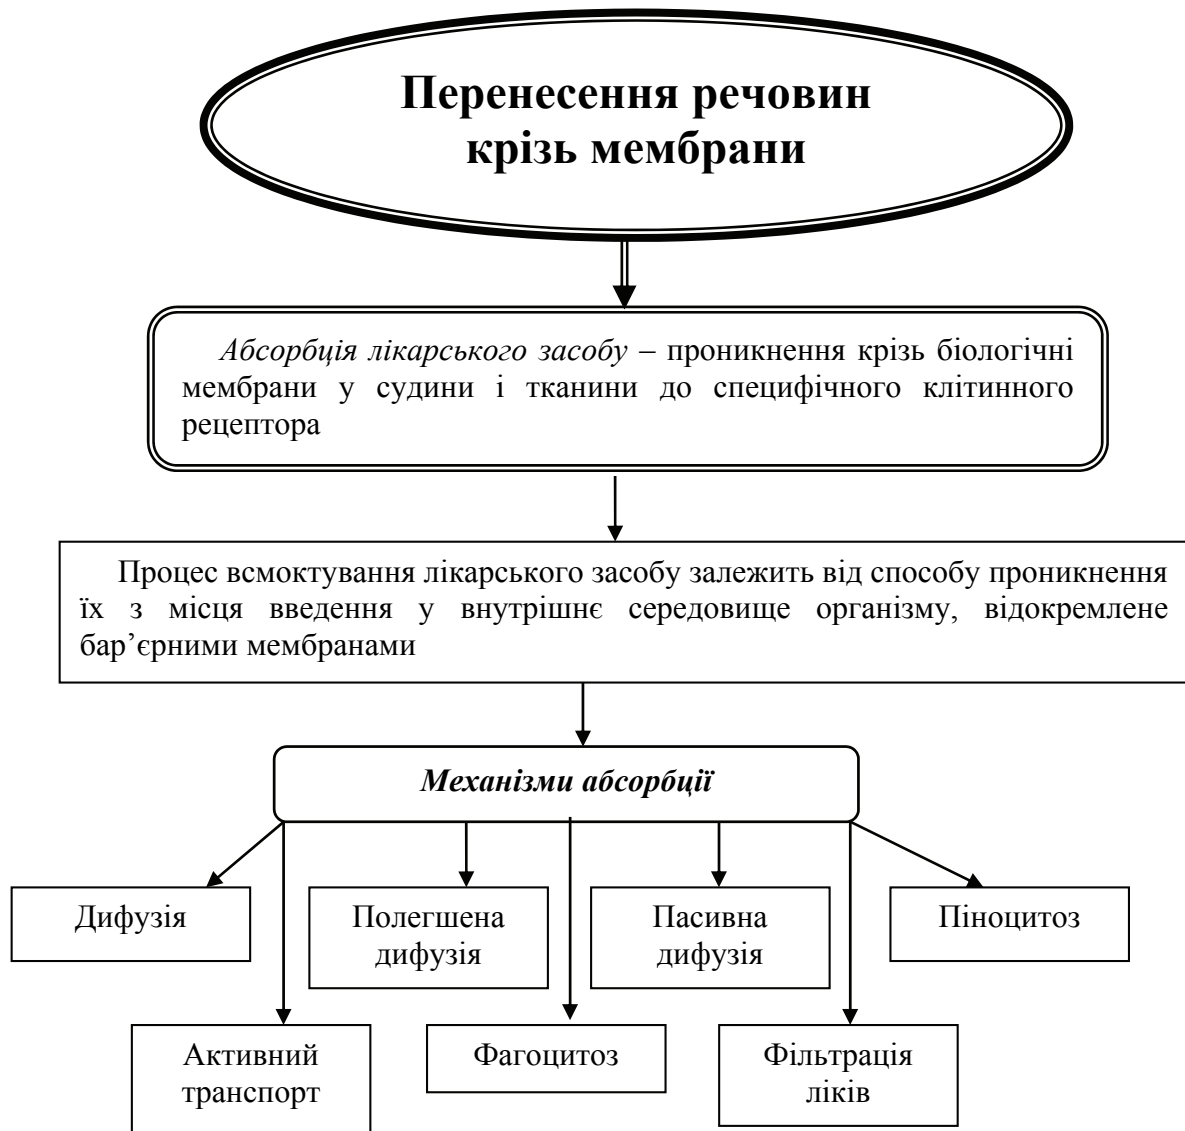 Перенесення речовин
крізь мембрани
Абсорбція лікарського засобу – проникнення крізь біологічні
мембрани у судини і тканини до специфічного клітинного
рецептора
Процес всмоктування лікарського засобу залежить від способу проникнення
їх з місця введення у внутрішнє середовище організму, відокремлене
бар’єрними мембранами
Механізми абсорбції
Дифузія
Полегшена
дифузія
Пасивна
дифузія
Піноцитоз
Активний
транспорт
Фагоцитоз
Фільтрація
ліків